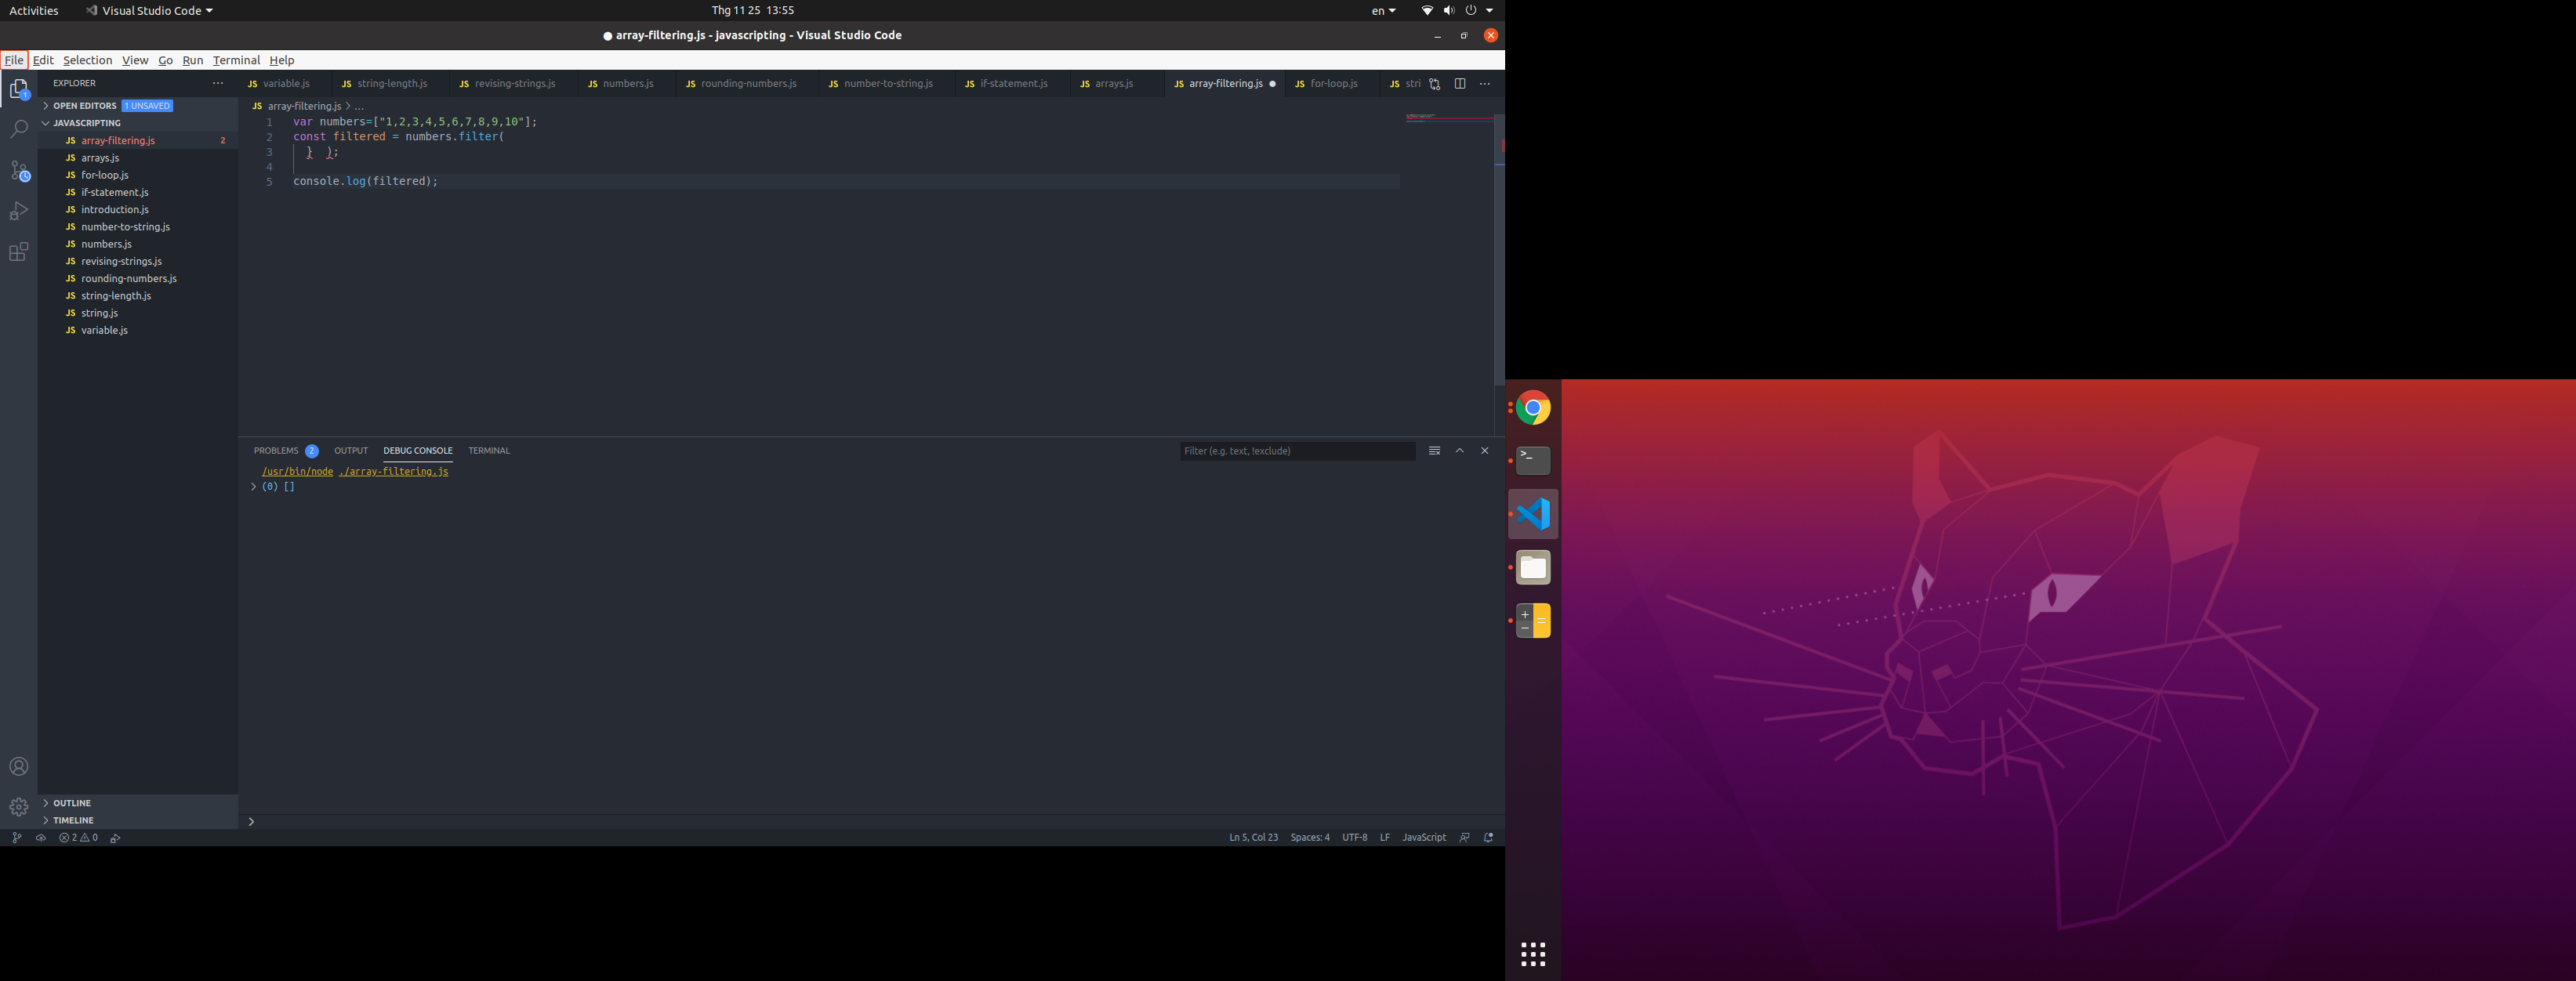 Activities Visual Studio Code Thg 11 25 13:55 en
● array-filtering.js - javascripting - Visual Studio Code
File Edit Selection View Go Run Terminal Help
EXPLORER ···
JS variable.js JS string-length.js JS revising-strings.js JS numbers.js JS rounding-numbers.js JS number-to-string.js JS if-statement.js JS arrays.js JS array-filtering.js ● JS for-loop.js JS stri ···
OPEN EDITORS 1 UNSAVED
JAVASCRIPTING
JS array-filtering.js 2
JS arrays.js
JS for-loop.js
JS if-statement.js
JS introduction.js
JS number-to-string.js
JS numbers.js
JS revising-strings.js
JS rounding-numbers.js
JS string-length.js
JS string.js
JS variable.js
1
JS array-filtering.js > ...
1 var numbers=["1,2,3,4,5,6,7,8,9,10"];
2 const filtered = numbers.filter(
3 } );
4
5 console.log(filtered);
PROBLEMS 2 OUTPUT DEBUG CONSOLE TERMINAL Filter (e.g. text, !exclude)
/usr/bin/node ./array-filtering.js
> (0) []
>
OUTLINE
TIMELINE
2 0 Ln 5, Col 23 Spaces: 4 UTF-8 LF JavaScript